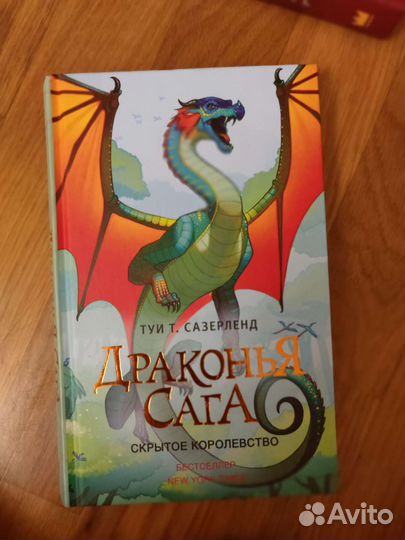 ТУИ Т. САЗЕРЛЕНД
ДРАКОНЬЯ
САГА
СКРЫТОЕ КОРОЛЕВСТВО
БЕСТСЕЛЛЕР
NEW YORK TIMES
Avito